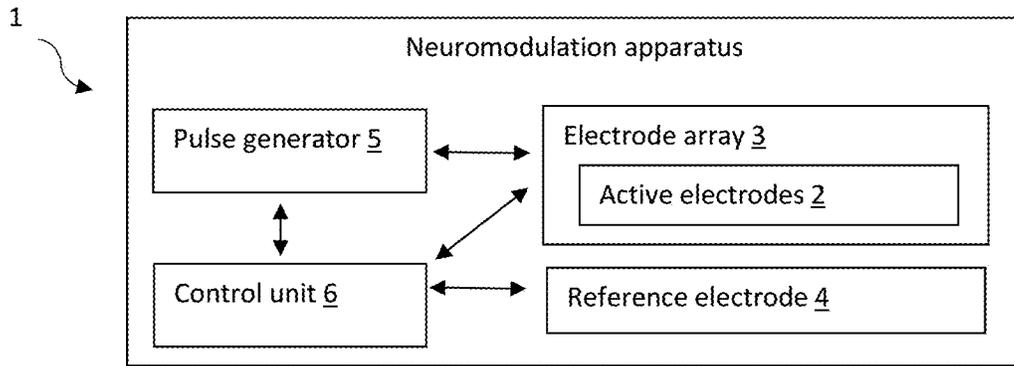 1
Neuromodulation apparatus
Pulse generator 5
Electrode array 3
Active electrodes 2
Control unit 6
Reference electrode 4